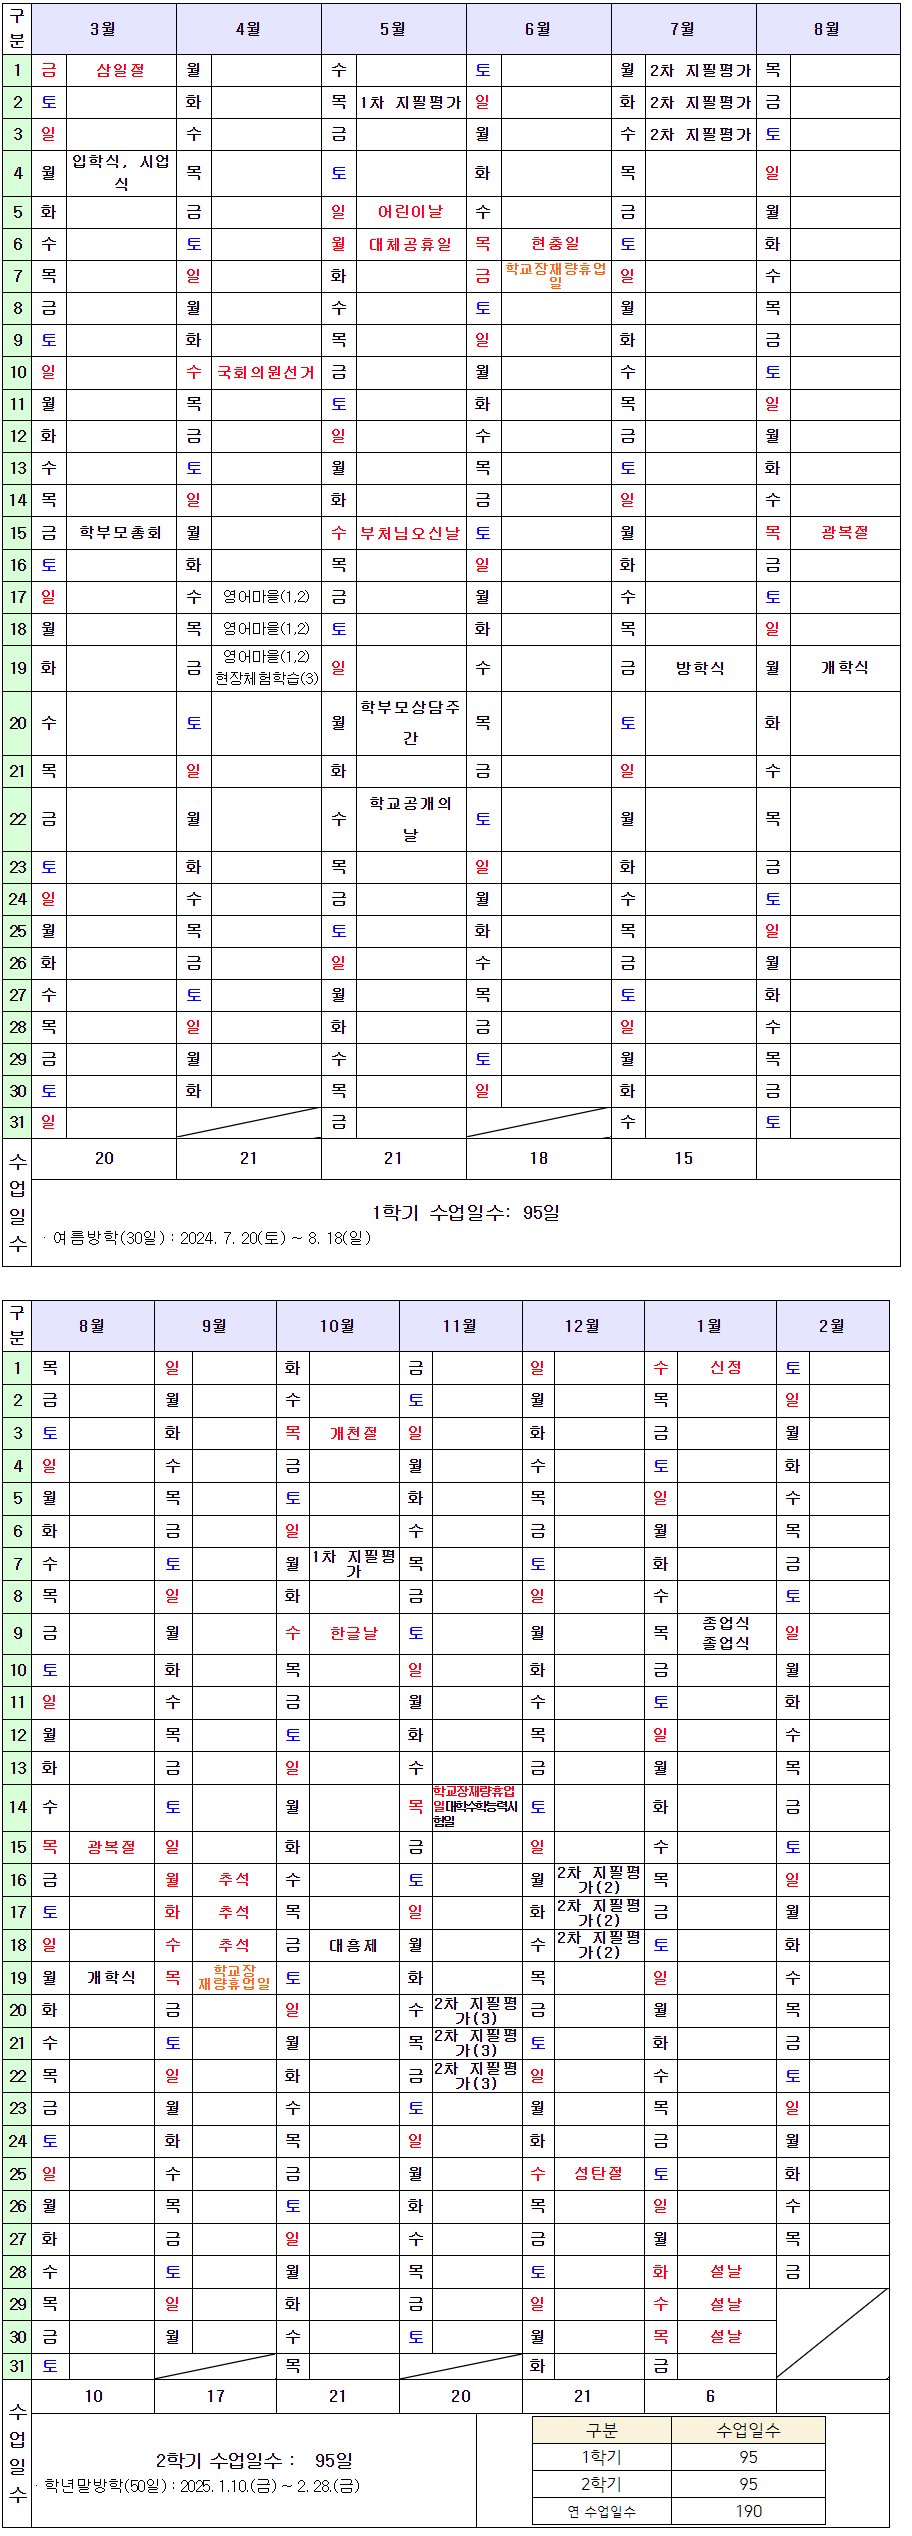 구분 3월 4월 5월 6월 7월 8월
1 금 삼일절 월 수 토 월 2차 지필평가 목
2 토 화 목 1차 지필평가 일 화 2차 지필평가 금
3 일 수 금 월 수 2차 지필평가 토
4 월 입학식, 시업식 목 토 화 목 일
5 화 금 일 어린이날 수 금 월
6 수 토 월 대체공휴일 목 현충일 토 화
7 목 일 화 금 학교장재량휴업일 일 수
8 금 월 수 토 월 목
9 토 화 목 일 화 금
10 일 수 국회의원선거 금 월 수 토
11 월 목 토 화 목 일
12 화 금 일 수 금 월
13 수 토 월 목 토 화
14 목 일 화 금 일 수
15 금 학부모총회 월 수 부처님오신날 토 월 목 광복절
16 토 화 목 일 화 금
17 일 수 영어마을(1,2) 금 월 수 토
18 월 목 영어마을(1,2) 토 화 목 일
19 화 금 영어마을(1,2) 현장체험학습(3) 일 수 금 방학식 월 개학식
20 수 토 월 학부모상담주간 목 토 화
21 목 일 화 금 일 수
22 금 월 수 학교공개의 날 토 월 목
23 토 화 목 일 화 금
24 일 수 금 월 수 토
25 월 목 토 화 목 일
26 화 금 일 수 금 월
27 수 토 월 목 토 화
28 목 일 화 금 일 수
29 금 월 수 토 월 목
30 토 화 목 일 화 금
31 일 금 수 토
수업일수 20 21 21 18 15
1학기 수업일수: 95일
· 여름방학(30일) : 2024. 7. 20(토) ~ 8. 18(일)
구분 8월 9월 10월 11월 12월 1월 2월
1 목 일 화 금 일 수 신정 토
2 금 월 수 토 월 목 일
3 토 화 목 개천절 일 화 금 월
4 일 수 금 월 수 토 화
5 월 목 토 화 목 일 수
6 화 금 일 수 금 월 목
7 수 토 월 1차 지필평가 목 토 화 금
8 목 일 화 금 일 수 토
9 금 월 수 한글날 토 월 목 종업식 졸업식 일
10 토 화 목 일 화 금 월
11 일 수 금 월 수 토 화
12 월 목 토 화 목 일 수
13 화 금 일 수 금 월 목
14 수 토 월 목 학교장재량휴업일대학수학능력시험일 토 화 금
15 목 광복절 일 화 금 일 수 토
16 금 월 추석 수 토 월 2차 지필평가(2) 목 일
17 토 화 추석 목 일 화 2차 지필평가(2) 금 월
18 일 수 추석 금 대흥제 월 수 2차 지필평가(2) 토 화
19 월 개학식 목 학교장 재량휴업일 토 화 목 일 수
20 화 금 일 수 2차 지필평가(3) 금 월 목
21 수 토 월 목 2차 지필평가(3) 토 화 금
22 목 일 화 금 2차 지필평가(3) 일 수 토
23 금 월 수 토 월 목 일
24 토 화 목 일 화 금 월
25 일 수 금 월 수 성탄절 토 화
26 월 목 토 화 목 일 수
27 화 금 일 수 금 월 목
28 수 토 월 목 토 화 설날 금
29 목 일 화 금 일 수 설날
30 금 월 수 토 월 목 설날
31 토 목 화 금
수업일수 10 17 21 20 21 6
2학기 수업일수 : 95일
· 학년말방학(50일) : 2025. 1.10.(금) ~ 2. 28.(금)
구분 수업일수
1학기 95
2학기 95
연 수업일수 190